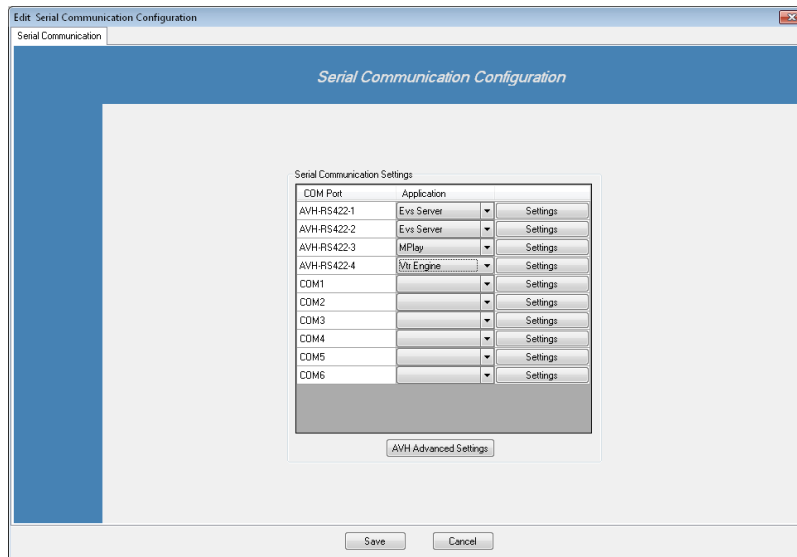 Edit Serial Communication Configuration
Serial Communication
Serial Communication Configuration
Serial Communication Settings
COM Port Application
AVH-RS422-1 Evs Server Settings
AVH-RS422-2 Evs Server Settings
AVH-RS422-3 MPlay Settings
AVH-RS422-4 Vtr Engine Settings
COM1 Settings
COM2 Settings
COM3 Settings
COM4 Settings
COM5 Settings
COM6 Settings
AVH Advanced Settings
Save Cancel